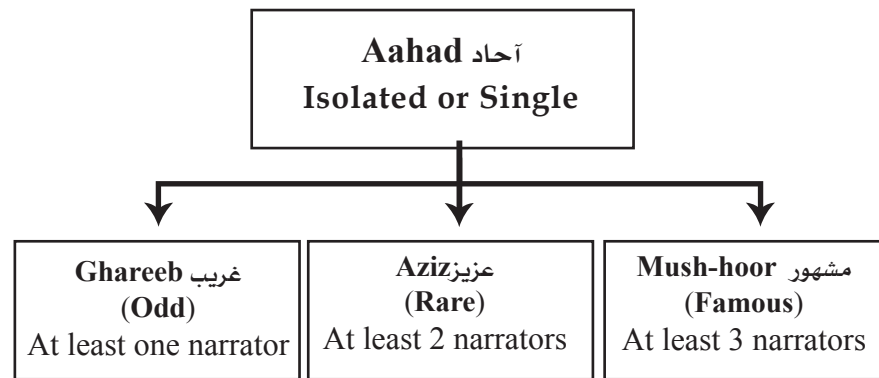 Aahad آحاد
Isolated or Single
Ghareeb غريب
(Odd)
At least one narrator
Aziz عزيز
(Rare)
At least 2 narrators
Mush-hoor مشهور
(Famous)
At least 3 narrators